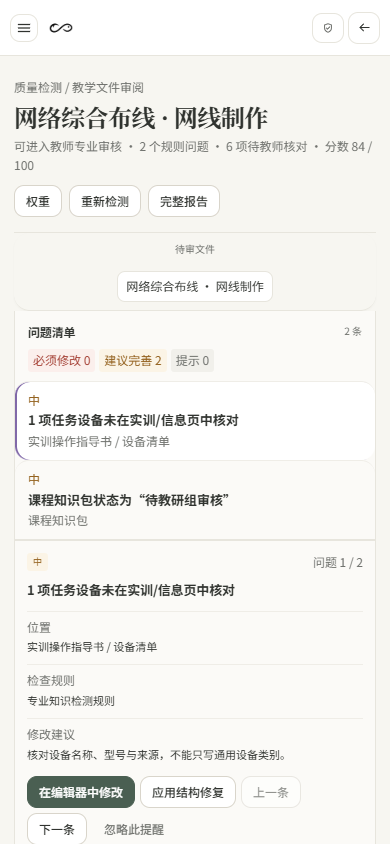 质量检测 / 教学文件审阅
网络综合布线 · 网线制作
可进入教师专业审核 · 2 个规则问题 · 6 项待教师核对 · 分数 84 /
100
权重
重新检测
完整报告
待审文件
网络综合布线 · 网线制作
问题清单
2 条
必须修改 0
建议完善 2
提示 0
中
1 项任务设备未在实训/信息页中核对
实训操作指导书 / 设备清单
中
课程知识包状态为“待教研组审核”
课程知识包
中
问题 1 / 2
1 项任务设备未在实训/信息页中核对
位置
实训操作指导书 / 设备清单
检查规则
专业知识检测规则
修改建议
核对设备名称、型号与来源，不能只写通用设备类别。
在编辑器中修改
应用结构修复
上一条
下一条
忽略此提醒